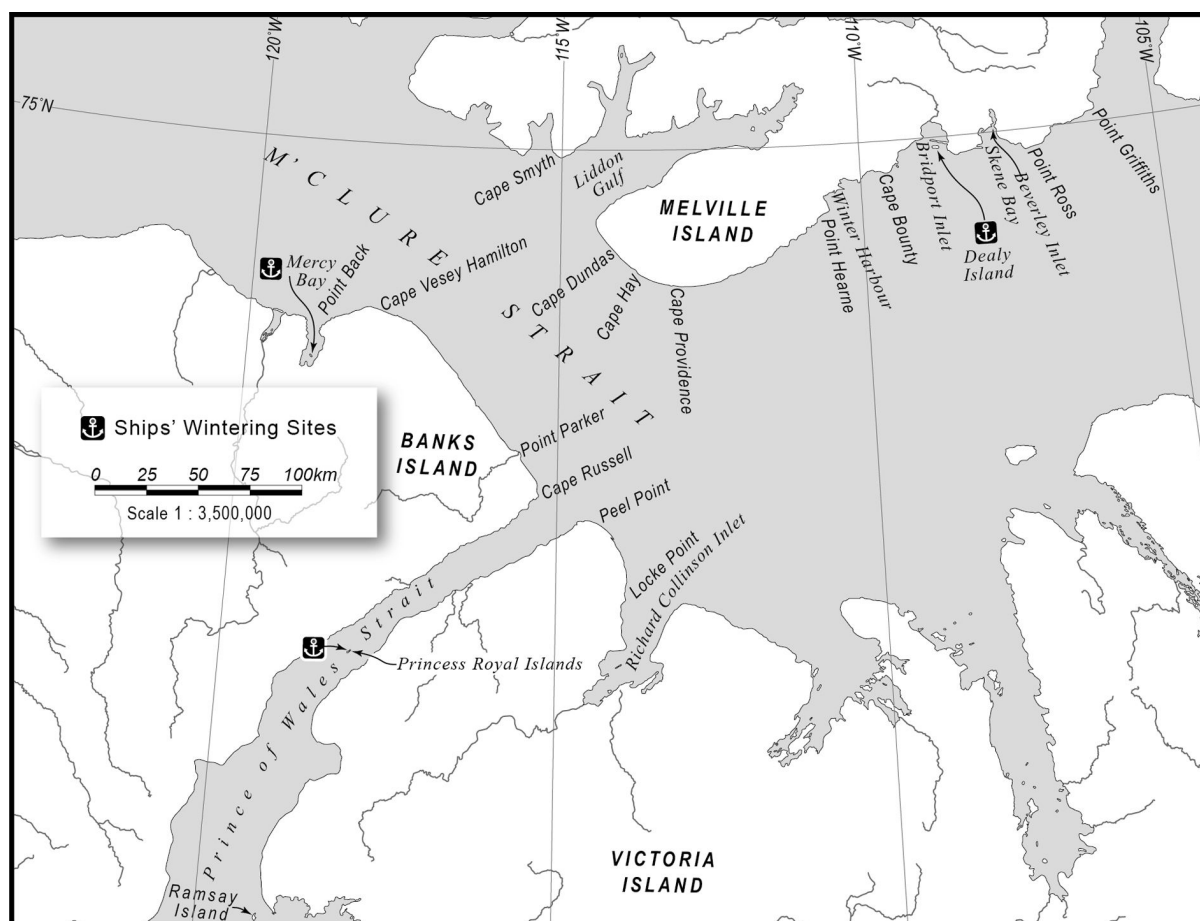 120°W
115°W
110°W
105°W
75°N
M'CLURE
STRAIT
Cape Smyth
Liddon
Gulf
MELVILLE
ISLAND
Winter Harbour
Point Hearne
Cape Bounty
Bridport Inlet
Skene Bay
Beverley Inlet
Point Ross
Point Griffiths
Dealy
Island
Mercy
Bay
Point Back
Cape Vesey Hamilton
Cape Dundas
Cape Hay
Cape Providence
Ships' Wintering Sites
0 25 50 75 100km
Scale 1 : 3,500,000
BANKS
ISLAND
Point Parker
Cape Russell
Peel Point
Locke Point
Richard Collinson Inlet
Prince of Wales Strait
Princess Royal Islands
Ramsay
Island
VICTORIA
ISLAND